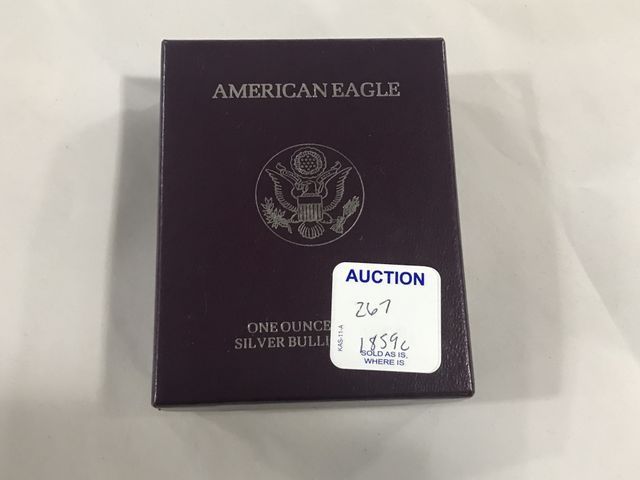 AMERICAN EAGLE
ONE OUNCE
SILVER BULLI
AUCTION
267
1859c
KAS-11-A
SOLD AS IS,
WHERE IS